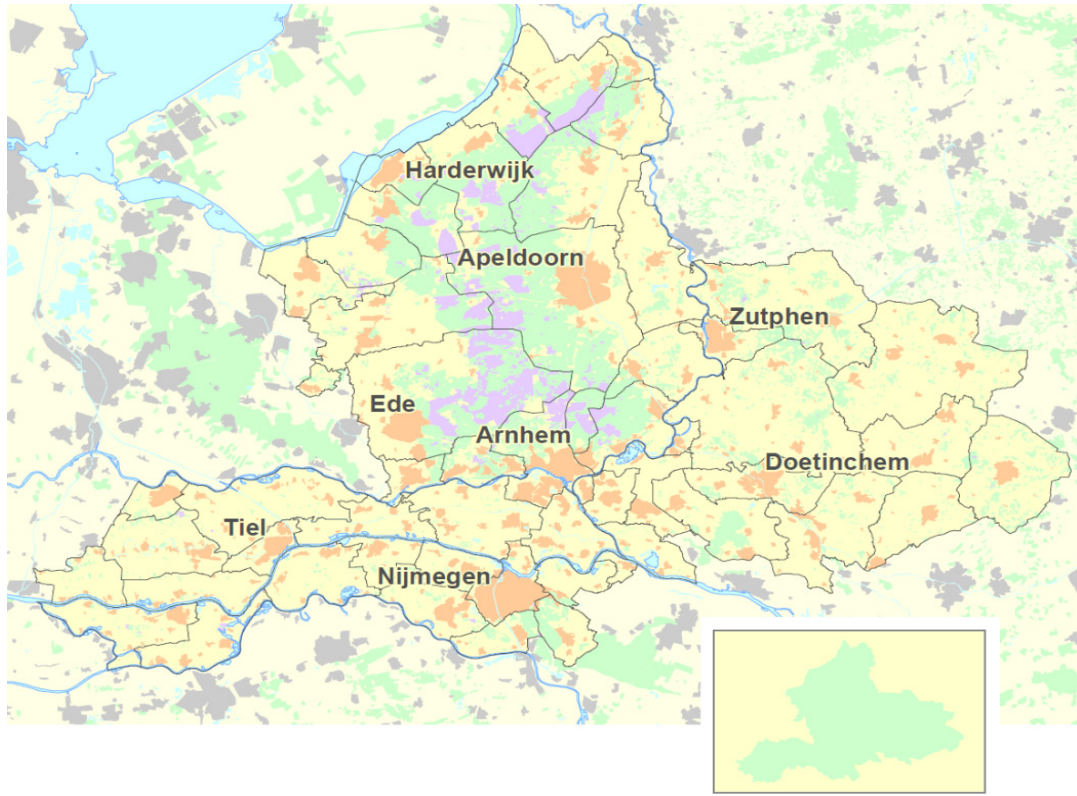 Harderwijk
Apeldoorn
Zutphen
Ede
Arnhem
Doetinchem
Tiel
Nijmegen